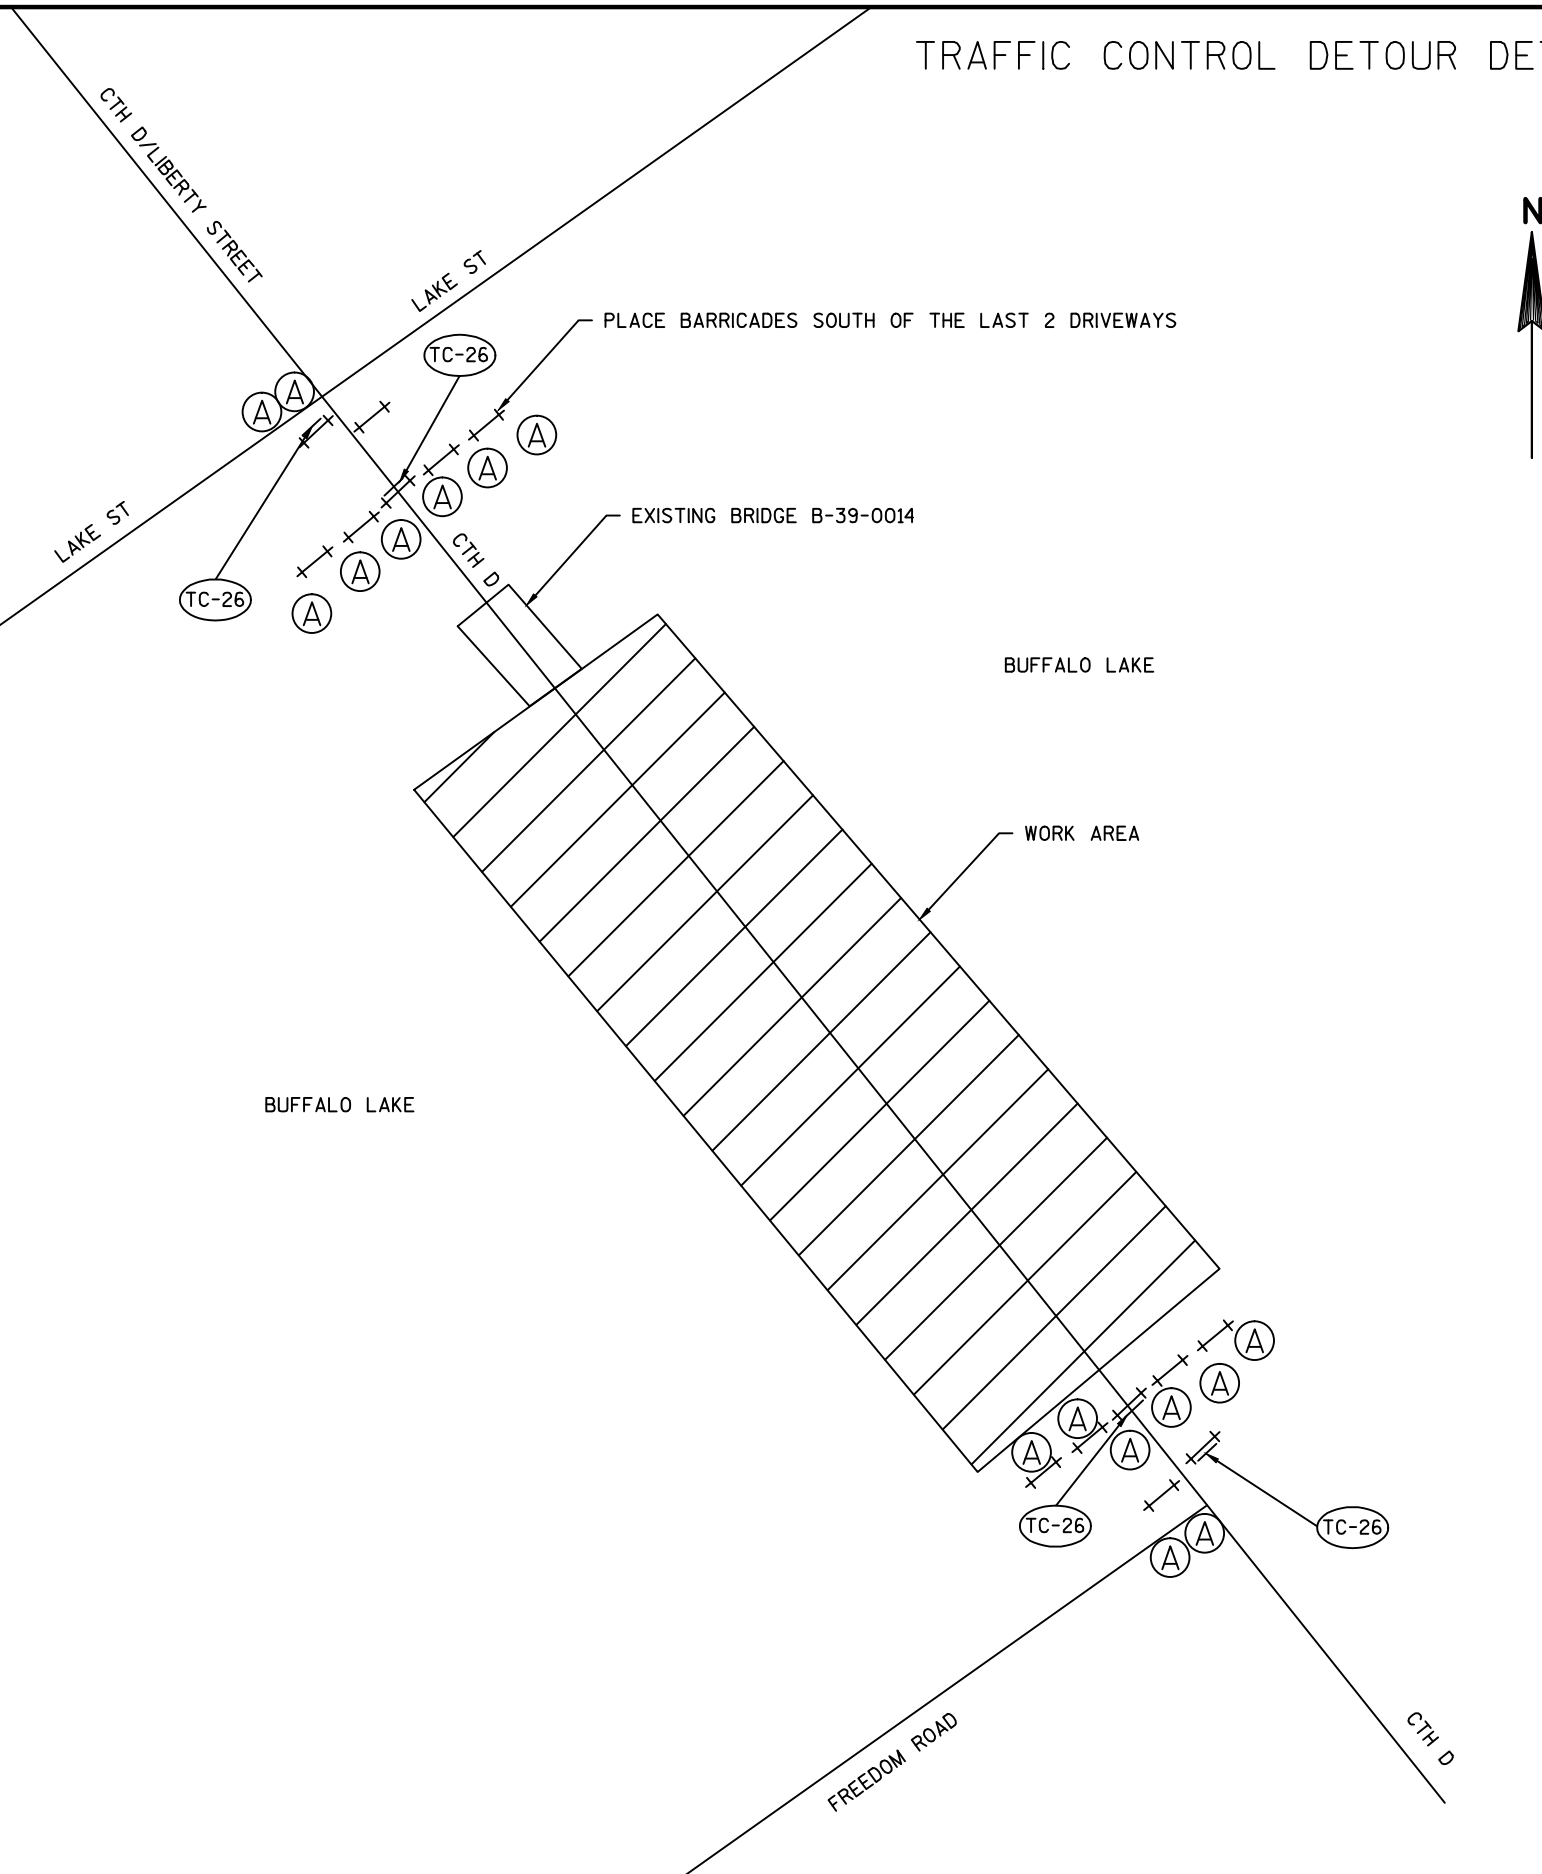 TRAFFIC CONTROL DETOUR
CTH D/LIBERTY STREET
N
LAKE ST
PLACE BARRICADES SOUTH OF THE LAST 2 DRIVEWAYS
TC-26
A
A
A
A
A
A
A
A
LAKE ST
EXISTING BRIDGE B-39-0014
CTH D
TC-26
BUFFALO LAKE
WORK AREA
BUFFALO LAKE
A
A
A
A
A
A
TC-26
TC-26
A
A
CTH D
FREEDOM ROAD